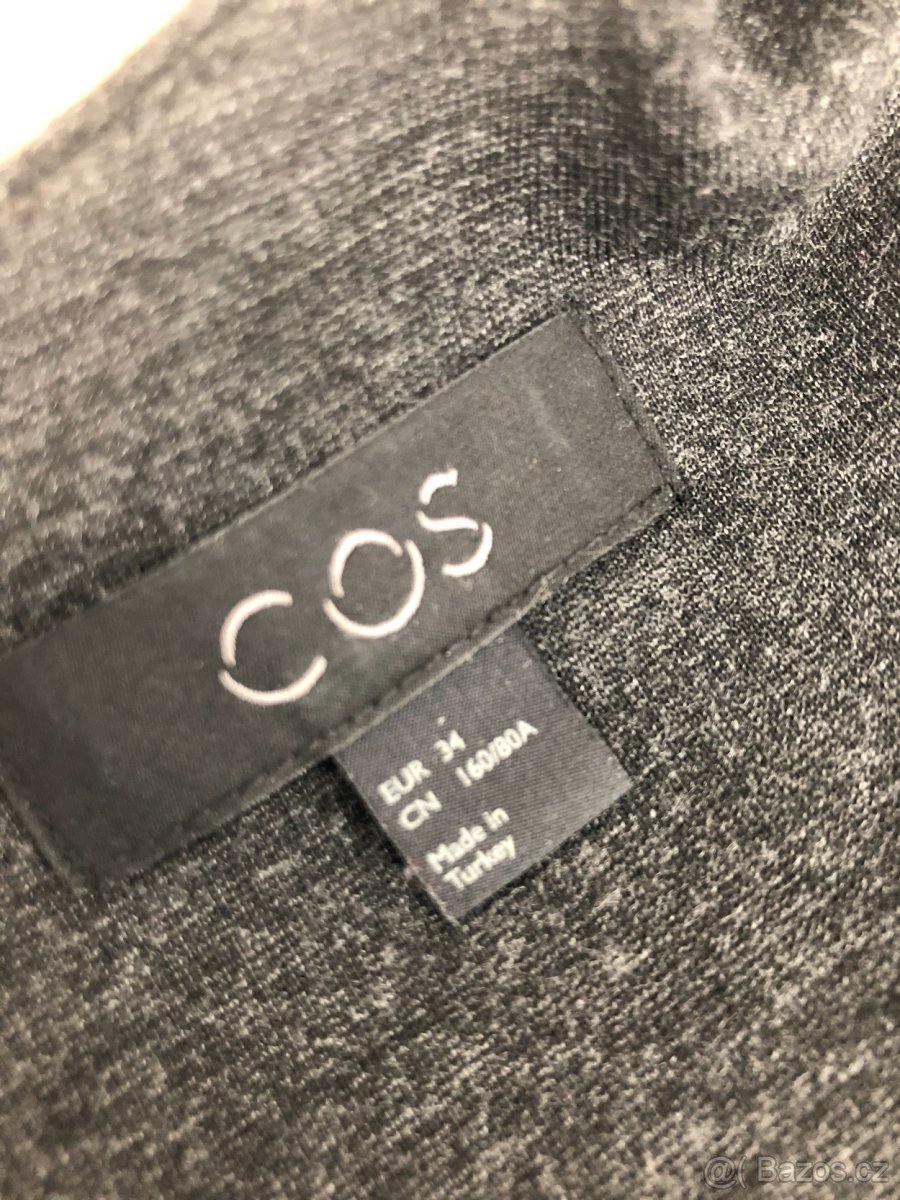 COS
EUR 34
CN 160/80A
Made in
Turkey
@( Bazos.cz